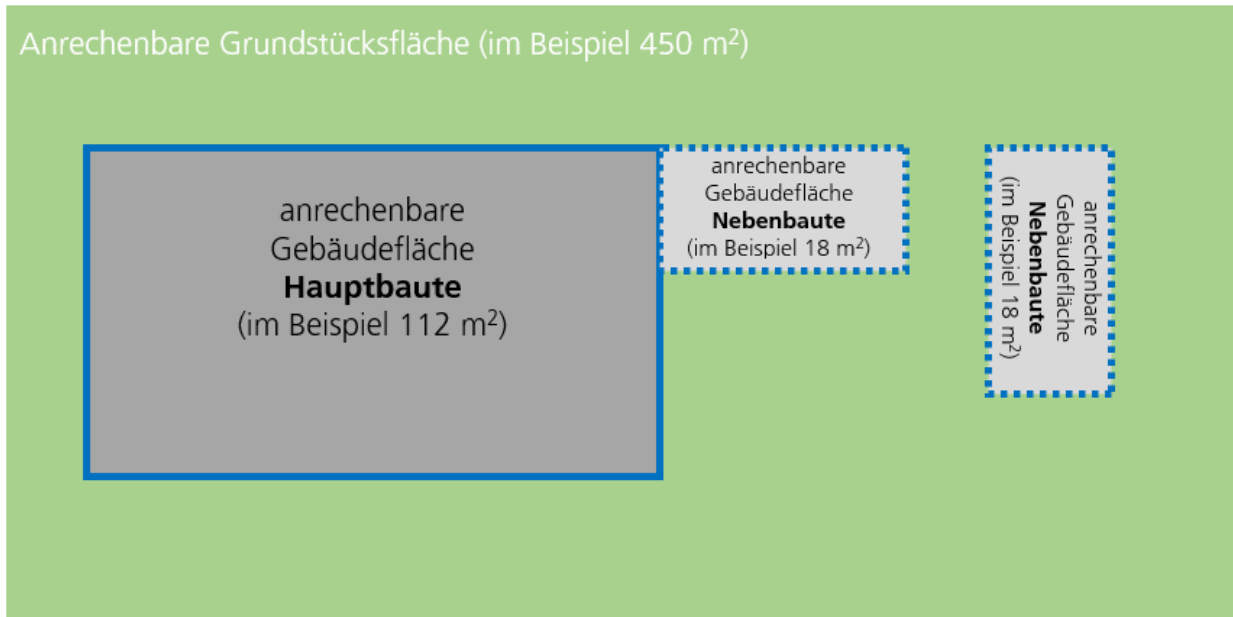 Anrechenbare Grundstücksfläche (im Beispiel 450 m²)
anrechenbare
Gebäudefläche
Hauptbaute
(im Beispiel 112 m²)
anrechenbare
Gebäudefläche
Nebenbaute
(im Beispiel 18 m²)
anrechenbare
Gebäudefläche
Nebenbaute
(im Beispiel 18 m²)